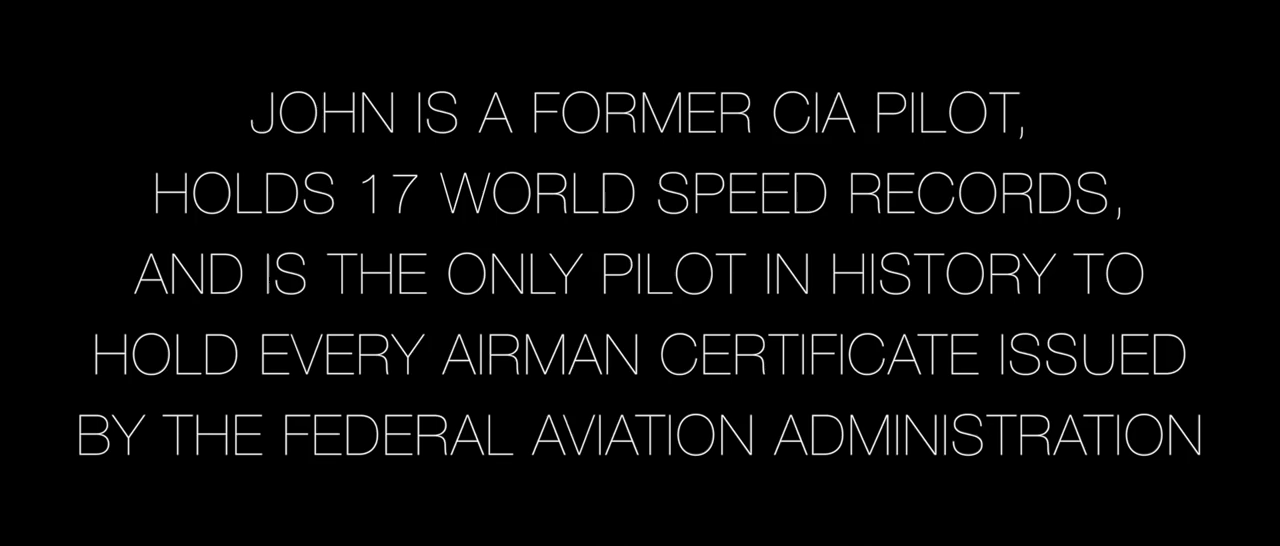 JOHN IS A FORMER CIA PILOT,
HOLDS 17 WORLD SPEED RECORDS,
AND IS THE ONLY PILOT IN HISTORY TO
HOLD EVERY AIRMAN CERTIFICATE ISSUED
BY THE FEDERAL AVIATION ADMINISTRATION